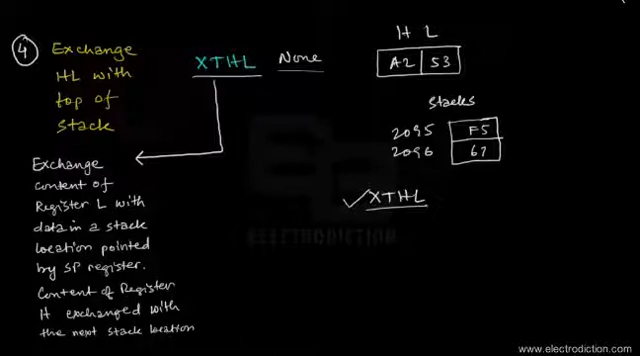 4 Exchange
HL with
top of
stack
XTHL None
Exchange
content of
Register L with
data in a stack
location pointed
by SP register.
Content of Register
H exchanged with
the next stack location
H L
A2 53
Stacks
2095 F5
2096 67
XTHL
ELECTRODICTION
www.electrodiction.com